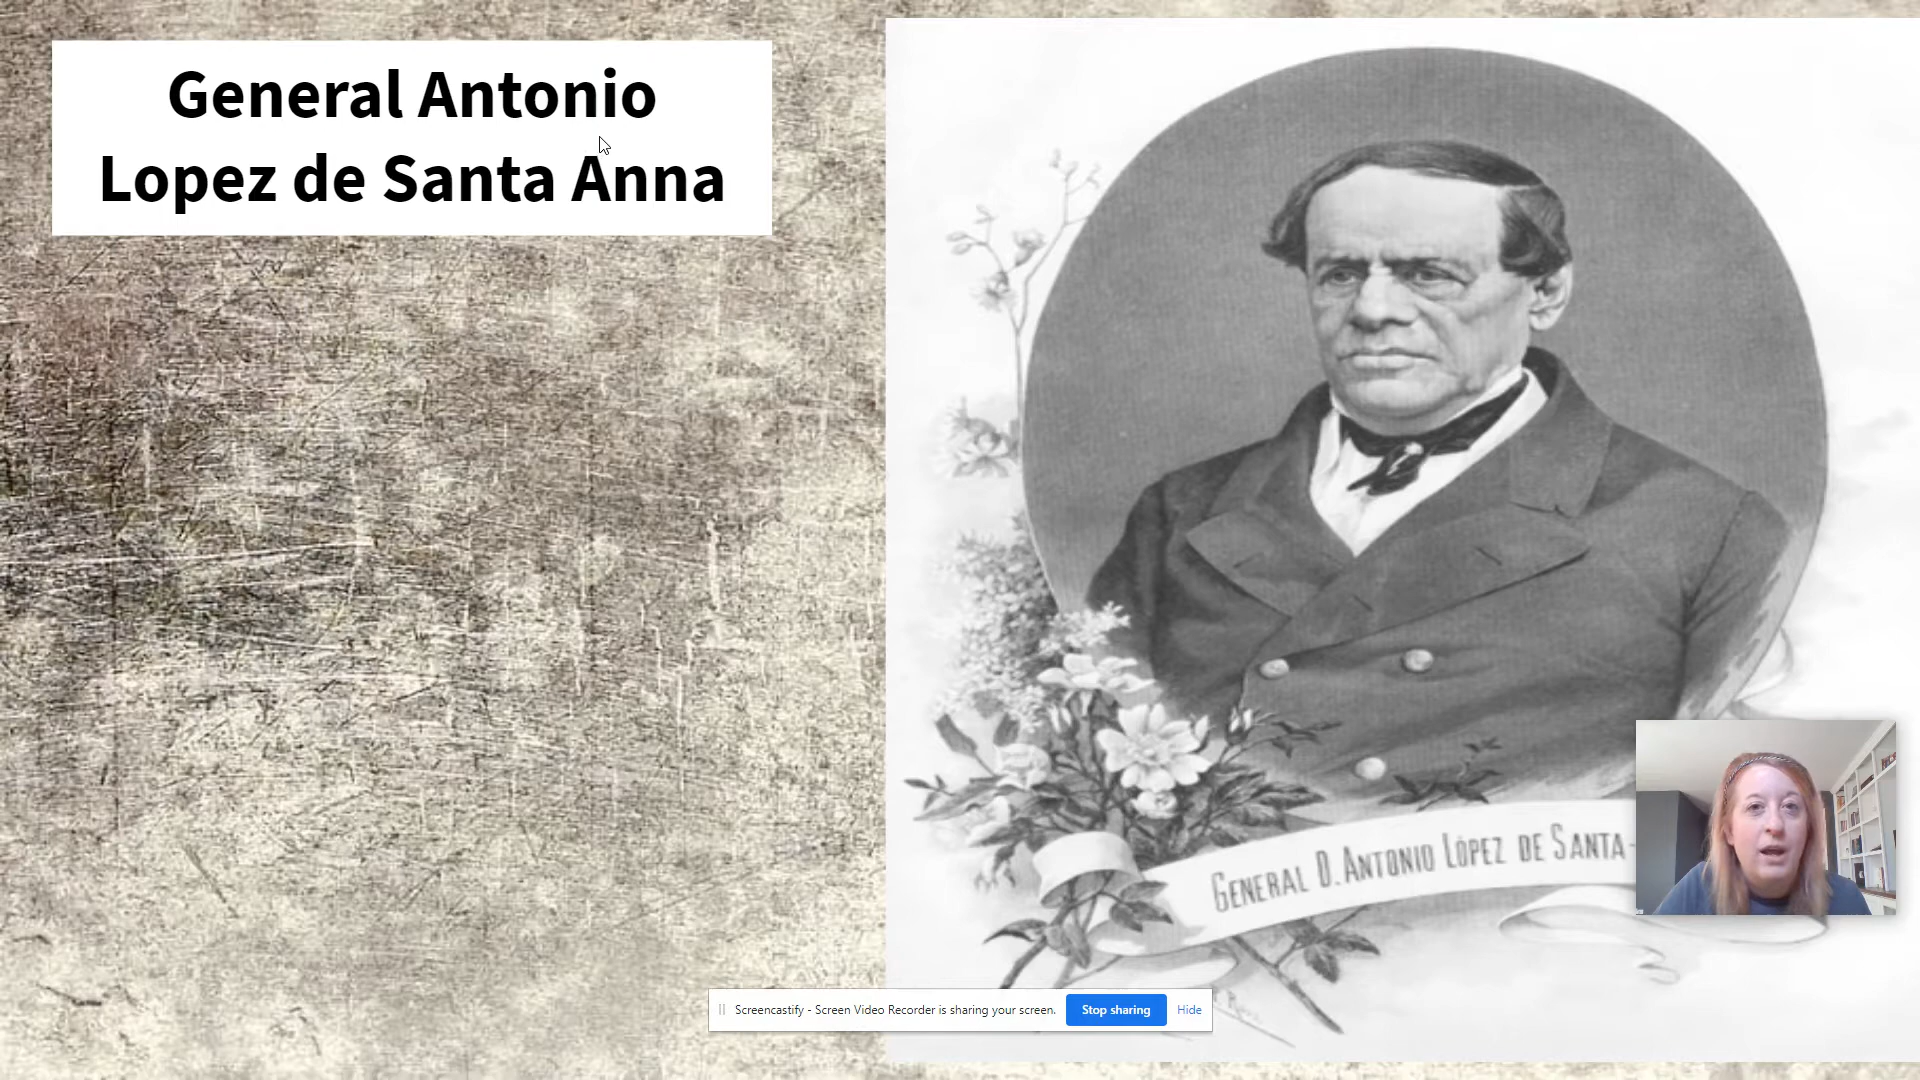 General Antonio
Lopez de Santa Anna
GENERAL D. ANTONIO LÓPEZ DE SANTA-
Screencastify - Screen Video Recorder is sharing your screen.
Stop sharing
Hide